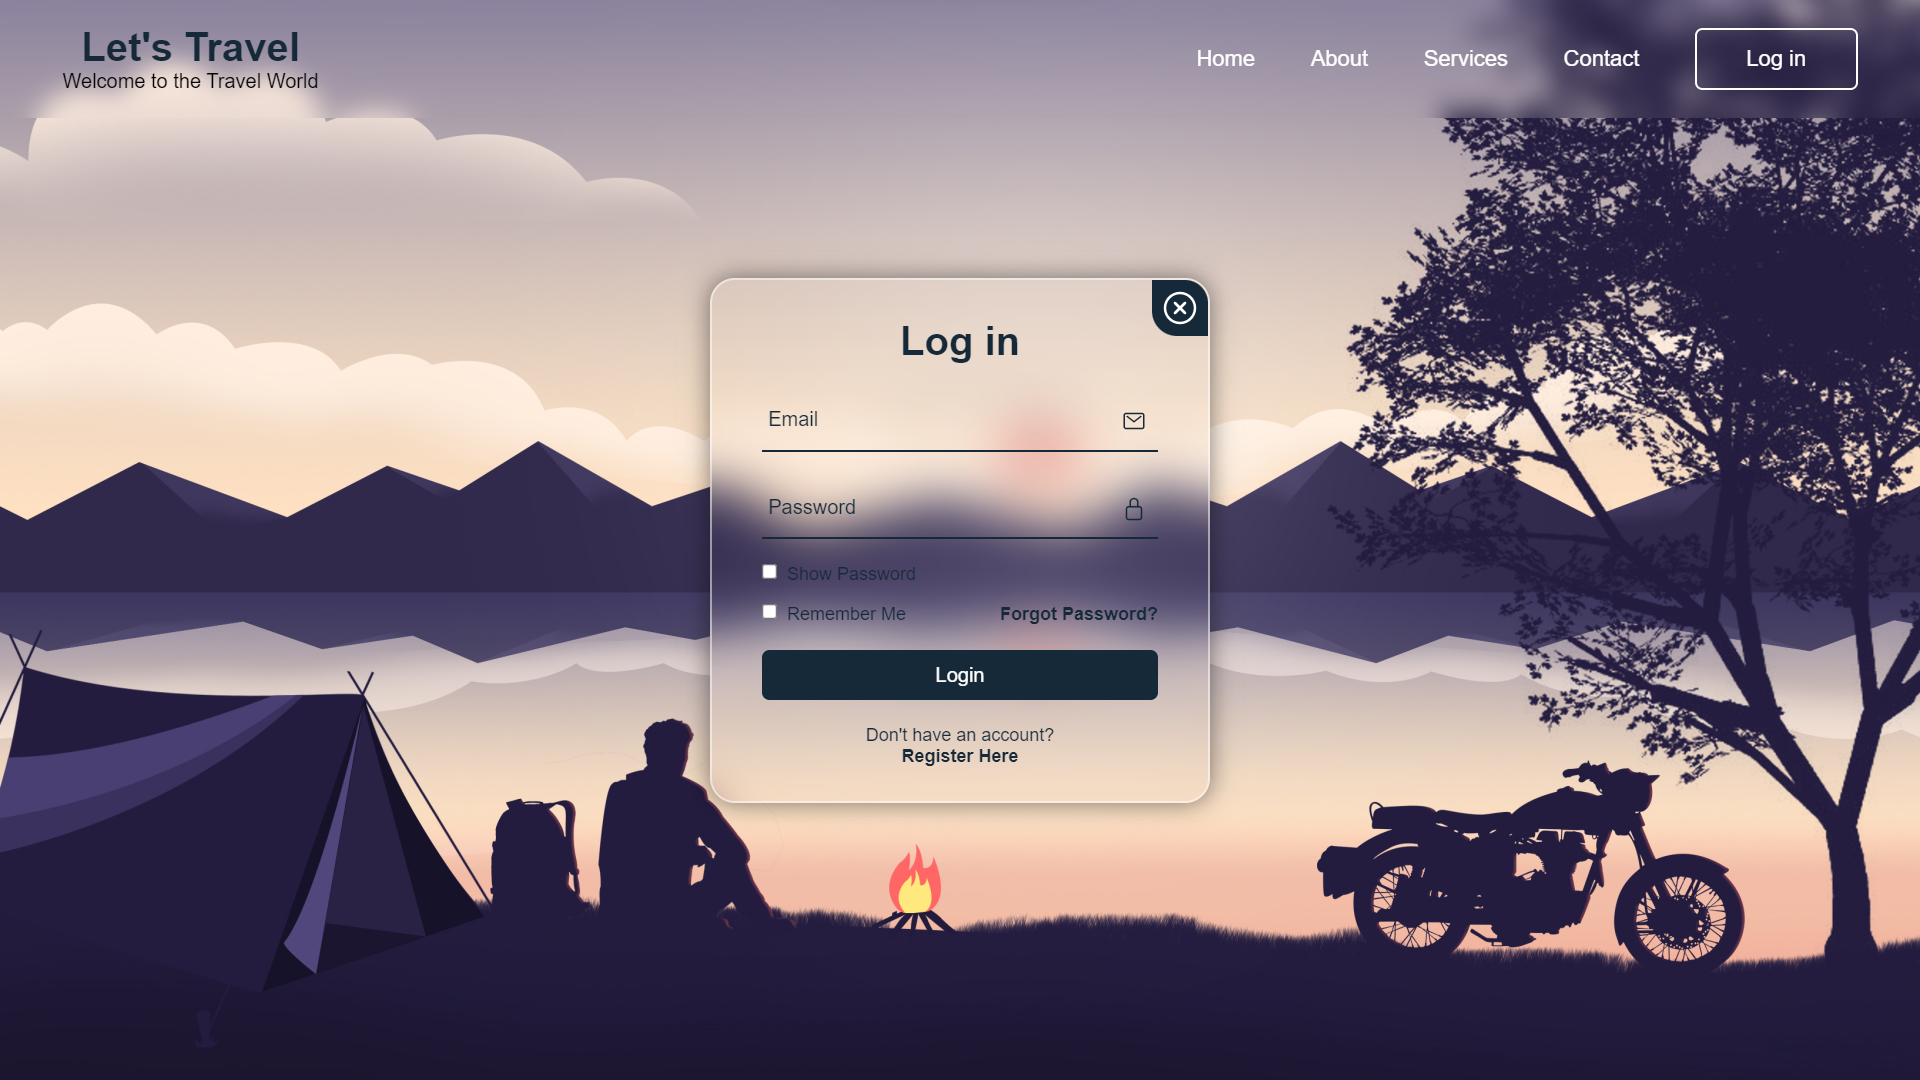 Let's Travel
Welcome to the Travel World
Home
About
Services
Contact
Log in
Log in
Email
Password
Show Password
Remember Me
Forgot Password?
Login
Don't have an account?
Register Here